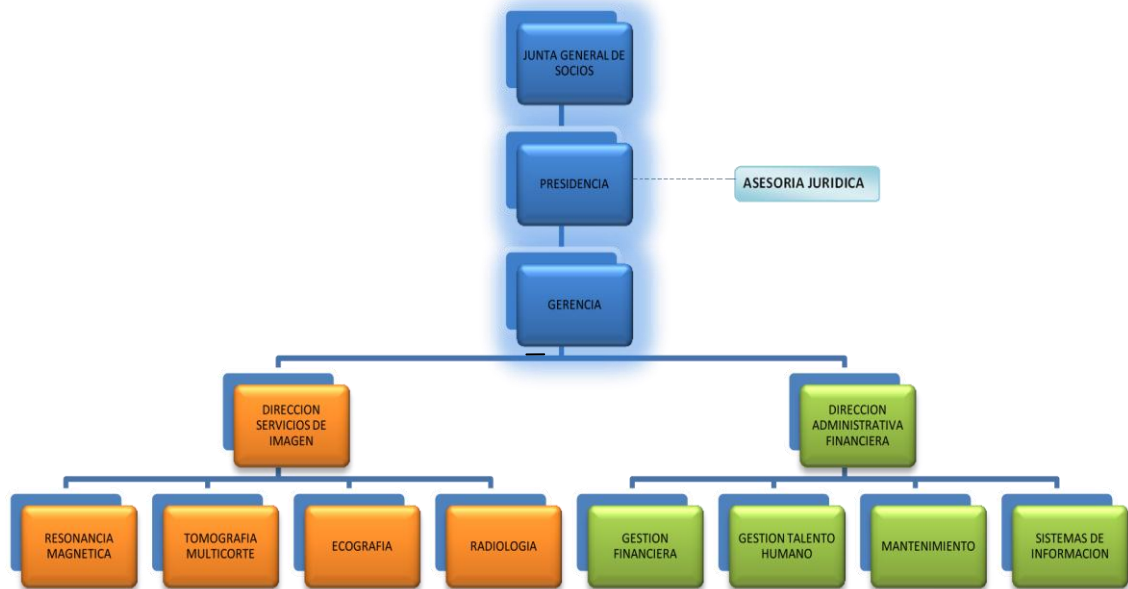 JUNTA GENERAL DE
SOCIOS
PRESIDENCIA
ASESORIA JURIDICA
GERENCIA
DIRECCION
SERVICIOS DE
IMAGEN
DIRECCION
ADMINISTRATIVA
FINANCIERA
RESONANCIA
MAGNETICA
TOMOGRAFIA
MULTICORTE
ECOGRAFIA
RADIOLOGIA
GESTION
FINANCIERA
GESTION TALENTO
HUMANO
MANTENIMIENTO
SISTEMAS DE
INFORMACION